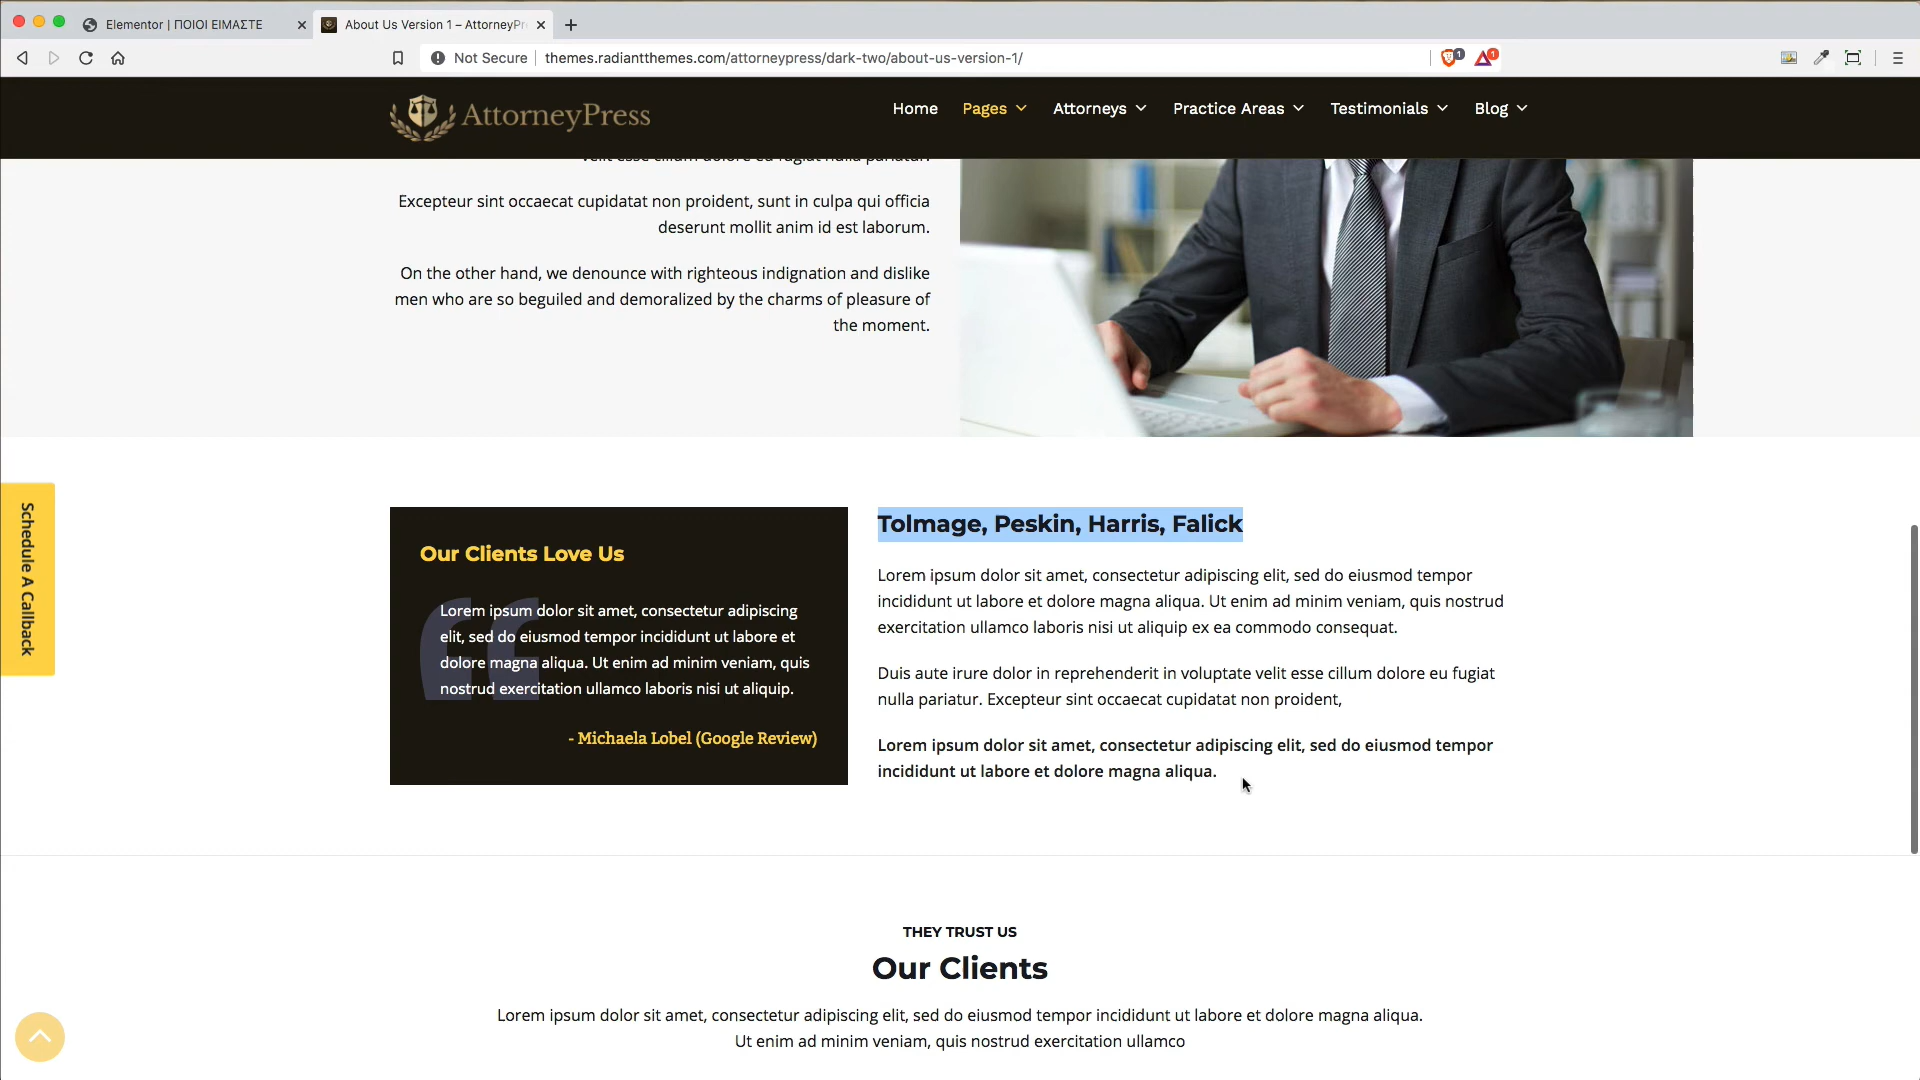 Elementor | ΠΟΙΟΙ ΕΙΜΑΣΤΕ
About Us Version 1 – AttorneyPr
Not Secure
themes.radiantthemes.com/attorneypress/dark-two/about-us-version-1/
1
1
AttorneyPress
Home
Pages
Attorneys
Practice Areas
Testimonials
Blog
velit esse cillum dolore eu fugiat nulla pariatur.
Excepteur sint occaecat cupidatat non proident, sunt in culpa qui officia
deserunt mollit anim id est laborum.
On the other hand, we denounce with righteous indignation and dislike
men who are so beguiled and demoralized by the charms of pleasure of
the moment.
Schedule A Callback
Our Clients Love Us
Lorem ipsum dolor sit amet, consectetur adipiscing
elit, sed do eiusmod tempor incididunt ut labore et
dolore magna aliqua. Ut enim ad minim veniam, quis
nostrud exercitation ullamco laboris nisi ut aliquip.
- Michaela Lobel (Google Review)
Tolmage, Peskin, Harris, Falick
Lorem ipsum dolor sit amet, consectetur adipiscing elit, sed do eiusmod tempor
incididunt ut labore et dolore magna aliqua. Ut enim ad minim veniam, quis nostrud
exercitation ullamco laboris nisi ut aliquip ex ea commodo consequat.
Duis aute irure dolor in reprehenderit in voluptate velit esse cillum dolore eu fugiat
nulla pariatur. Excepteur sint occaecat cupidatat non proident,
Lorem ipsum dolor sit amet, consectetur adipiscing elit, sed do eiusmod tempor
incididunt ut labore et dolore magna aliqua.
THEY TRUST US
Our Clients
Lorem ipsum dolor sit amet, consectetur adipiscing elit, sed do eiusmod tempor incididunt ut labore et dolore magna aliqua.
Ut enim ad minim veniam, quis nostrud exercitation ullamco